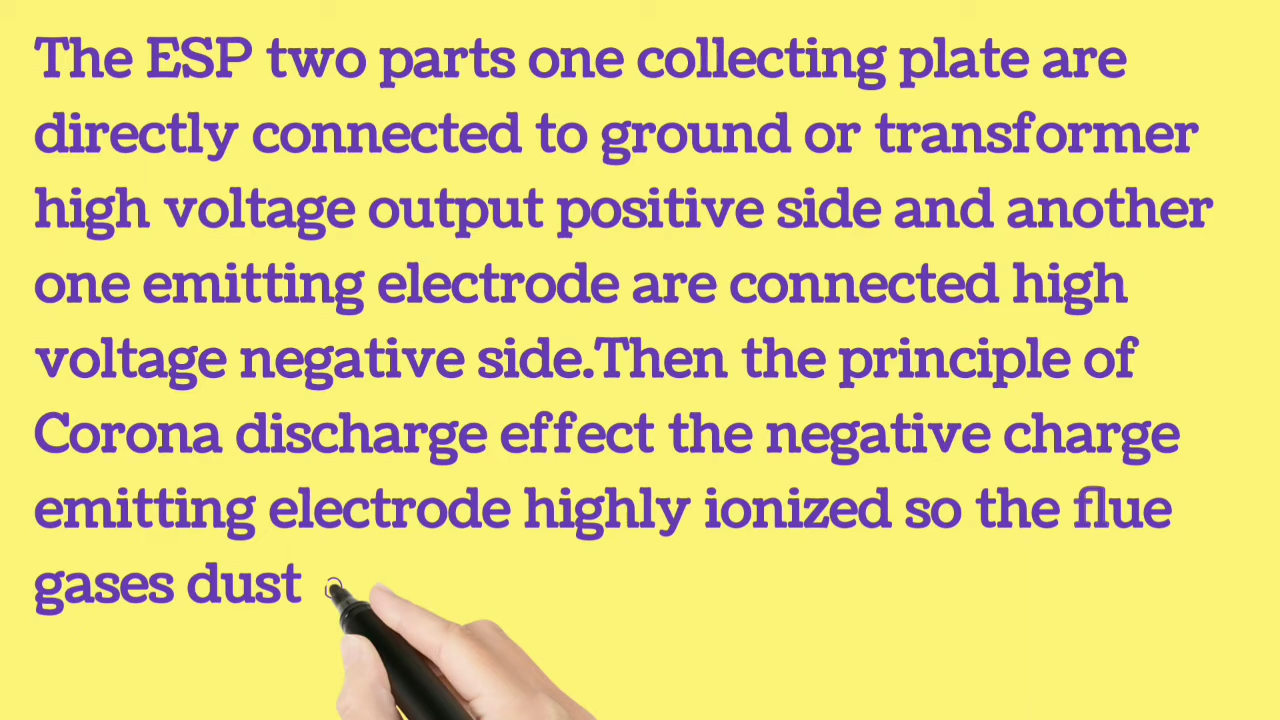 The ESP two parts one collecting plate are
directly connected to ground or transformer
high voltage output positive side and another
one emitting electrode are connected high
voltage negative side.Then the principle of
Corona discharge effect the negative charge
emitting electrode highly ionized so the flue
gases dust